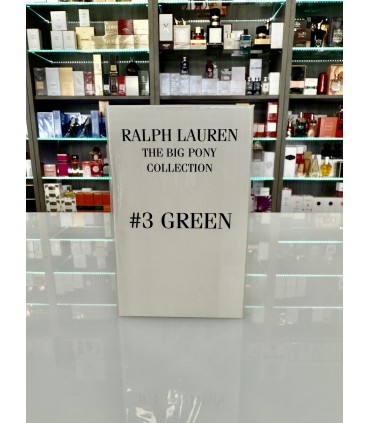 RALPH LAUREN
THE BIG PONY
COLLECTION
#3 GREEN